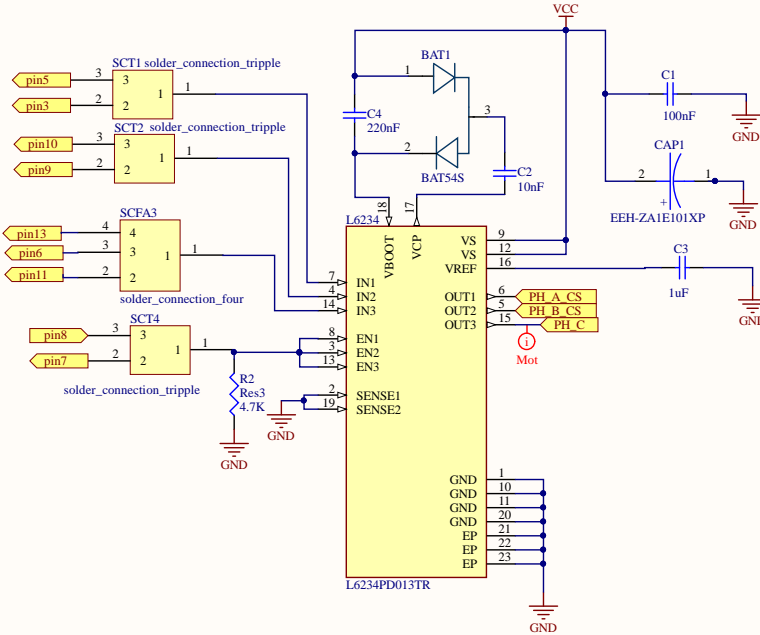 VCC
SCT1 solder_connection_tripple
pin5 3 3
1 1
pin3 2 2
SCT2 solder_connection_tripple
pin10 3 3
1 1
pin9 2 2
SCFA3
pin13 4 4
pin6 3 3
1 1
pin11 2 2
solder_connection_four
SCT4
pin8 3 3
1 1
pin7 2 2
solder_connection_tripple
R2
Res3
4.7K
GND
GND
BAT1
1
3
2
BAT54S
C4
220nF
C2
10nF
C1
100nF
GND
CAP1
2 1
+
EEH-ZA1E101XP
GND
C3
1uF
GND
L6234
18 17
VBOOT VCP
7 IN1
4 IN2
14 IN3
8 EN1
3 EN2
13 EN3
2 SENSE1
19 SENSE2
VS 9
VS 12
VREF 16
OUT1 6 PH_A_CS
OUT2 5 PH_B_CS
OUT3 15 PH_C
i
Mot
GND 1
GND 10
GND 11
GND 20
EP 21
EP 22
EP 23
L6234PD013TR
GND